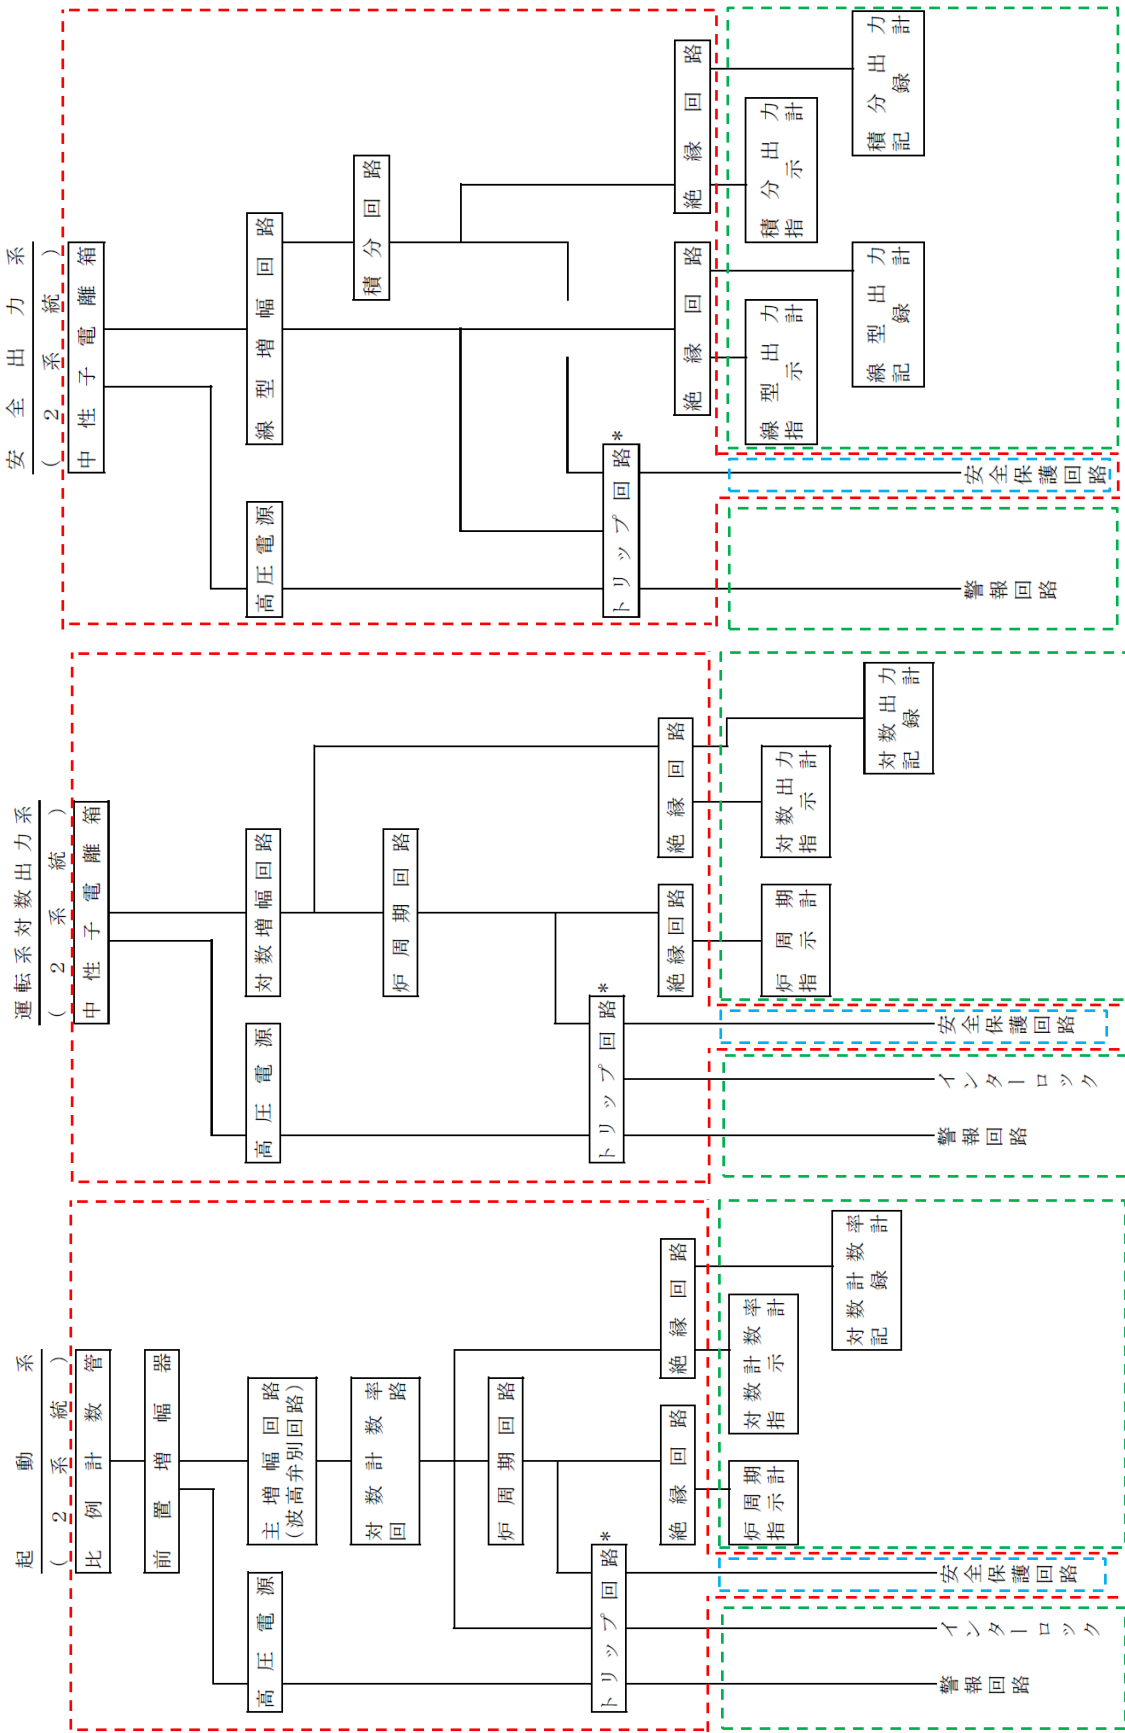 起動系
(2系統)
比例計数管
前置増幅器
高圧電源
主増幅回路
(波高弁別回路)
対数計数率
回路
炉周期回路
トリップ回路*
絶縁回路
絶縁回路
炉周期
指示計
対数計数率
指示計
対数計数率
記録計
警報回路
インターロック
安全保護回路
運転系対数出力系
(2系統)
中性子電離箱
高圧電源
対数増幅回路
炉周期回路
トリップ回路*
絶縁回路
絶縁回路
炉周期
指示計
対数出力
指示計
対数出力
記録計
警報回路
インターロック
安全保護回路
安全出力系
(2系統)
中性子電離箱
高圧電源
線型増幅回路
積分回路
トリップ回路*
絶縁回路
絶縁回路
線型出力
指示計
線型出力
記録計
積分出力
指示計
積分出力
記録計
警報回路
安全保護回路